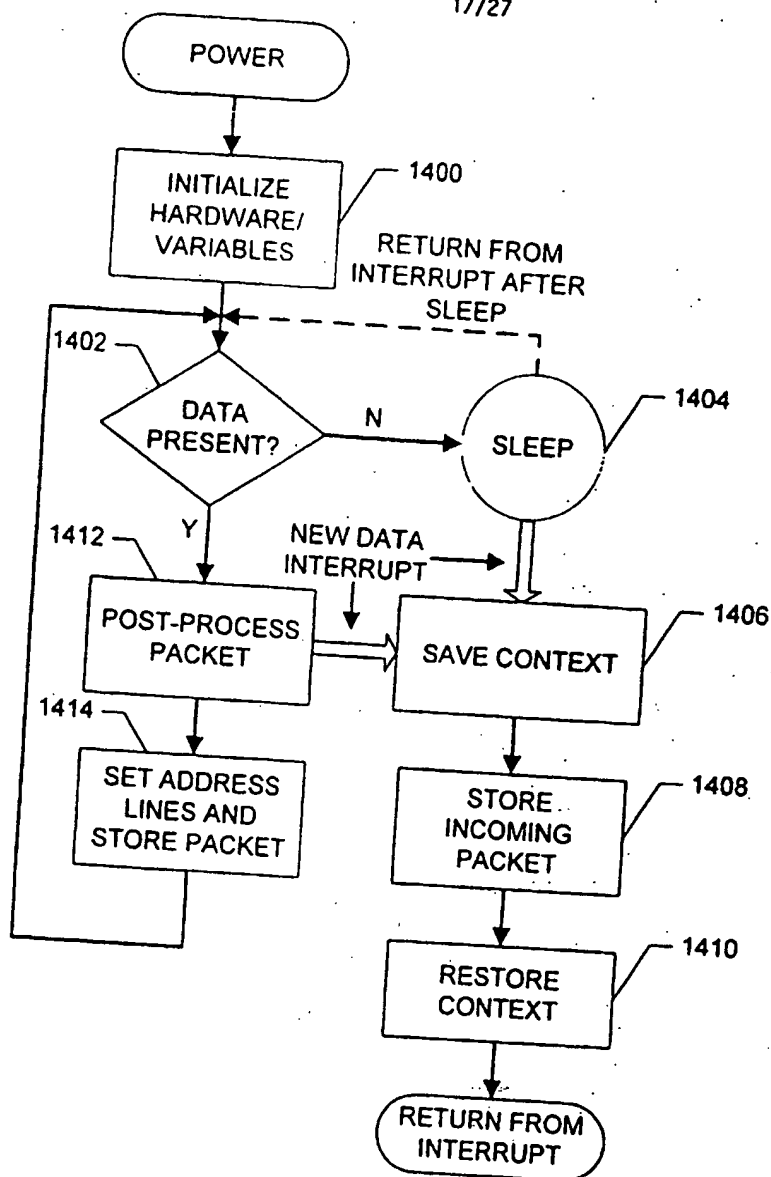 17/27
POWER
1400
INITIALIZE
HARDWARE/
VARIABLES
RETURN FROM
INTERRUPT AFTER
SLEEP
1402
DATA
PRESENT?
N
SLEEP
1404
Y
1412
NEW DATA
INTERRUPT
POST-PROCESS
PACKET
SAVE CONTEXT
1406
1414
SET ADDRESS
LINES AND
STORE PACKET
STORE
INCOMING
PACKET
1408
RESTORE
CONTEXT
1410
RETURN FROM
INTERRUPT